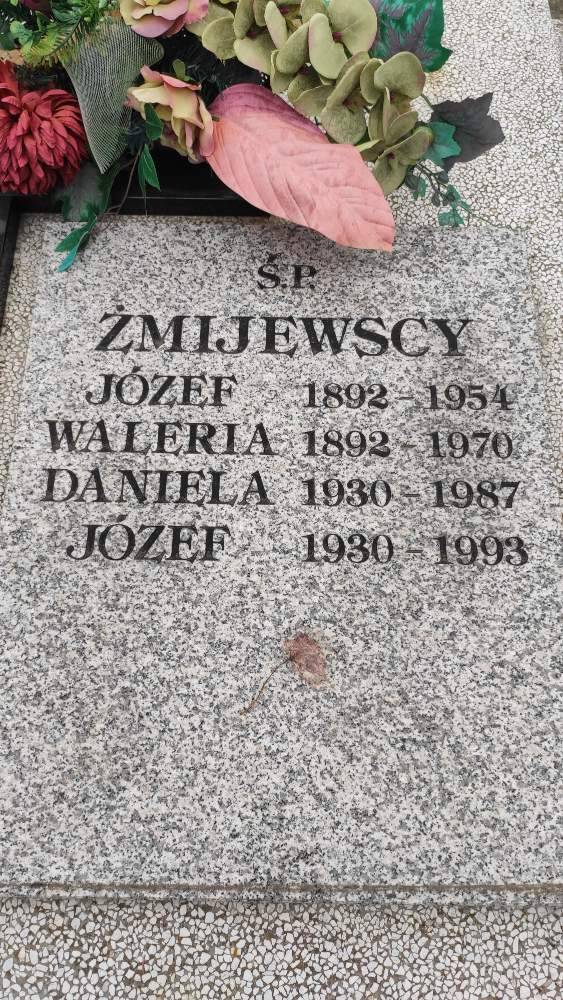 Ś.P.
ŻMIJEWSCY
JÓZEF 1892 - 1954
WALERIA 1892 - 1970
DANIELA 1930 - 1987
JÓZEF 1930 - 1993